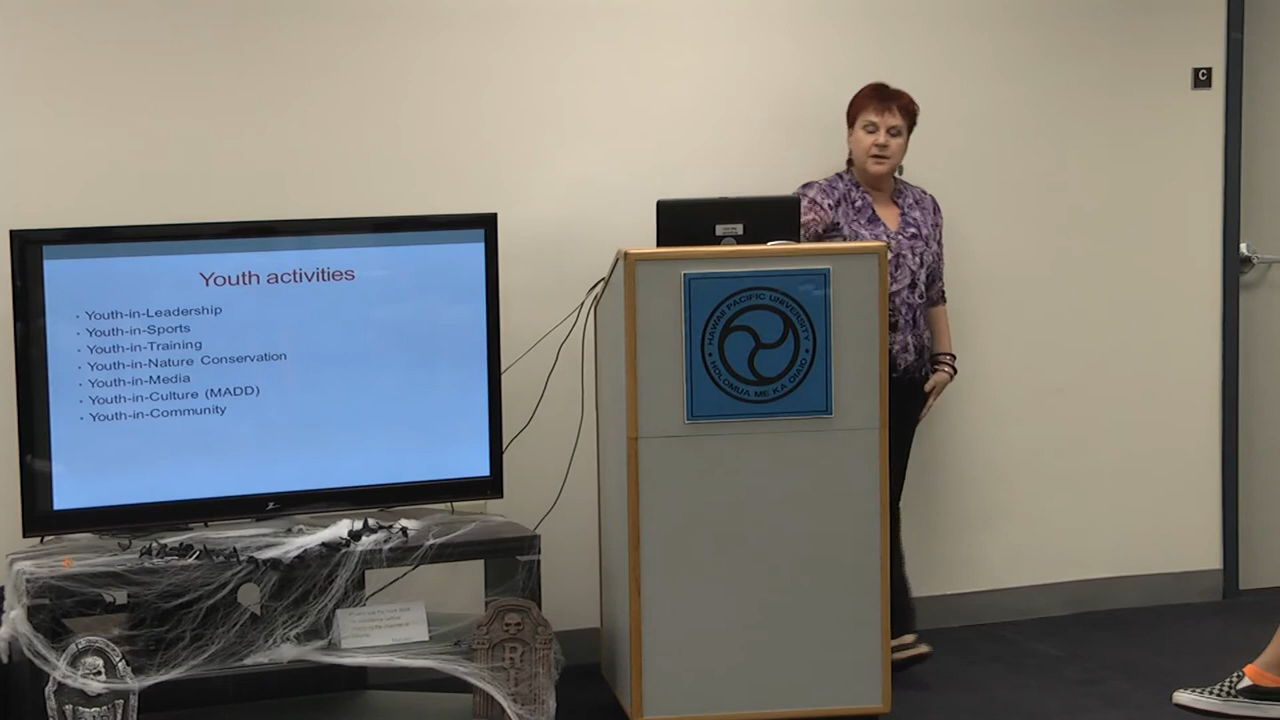 Youth activities
Youth-in-Leadership
Youth-in-Sports
Youth-in-Training
Youth-in-Nature Conservation
Youth-in-Media
Youth-in-Culture (MADD)
Youth-in-Community
HAWAII PACIFIC UNIVERSITY
HOLOMUA ME KA OIAIO
C
R